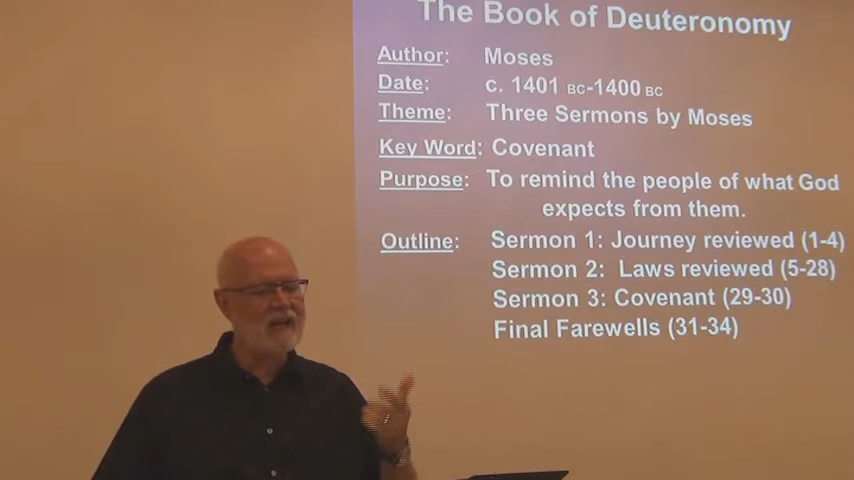 The Book of Deuteronomy
Author: Moses
Date: c. 1401 BC-1400 BC
Theme: Three Sermons by Moses
Key Word: Covenant
Purpose: To remind the people of what God
expects from them.
Outline: Sermon 1: Journey reviewed (1-4)
Sermon 2: Laws reviewed (5-28)
Sermon 3: Covenant (29-30)
Final Farewells (31-34)